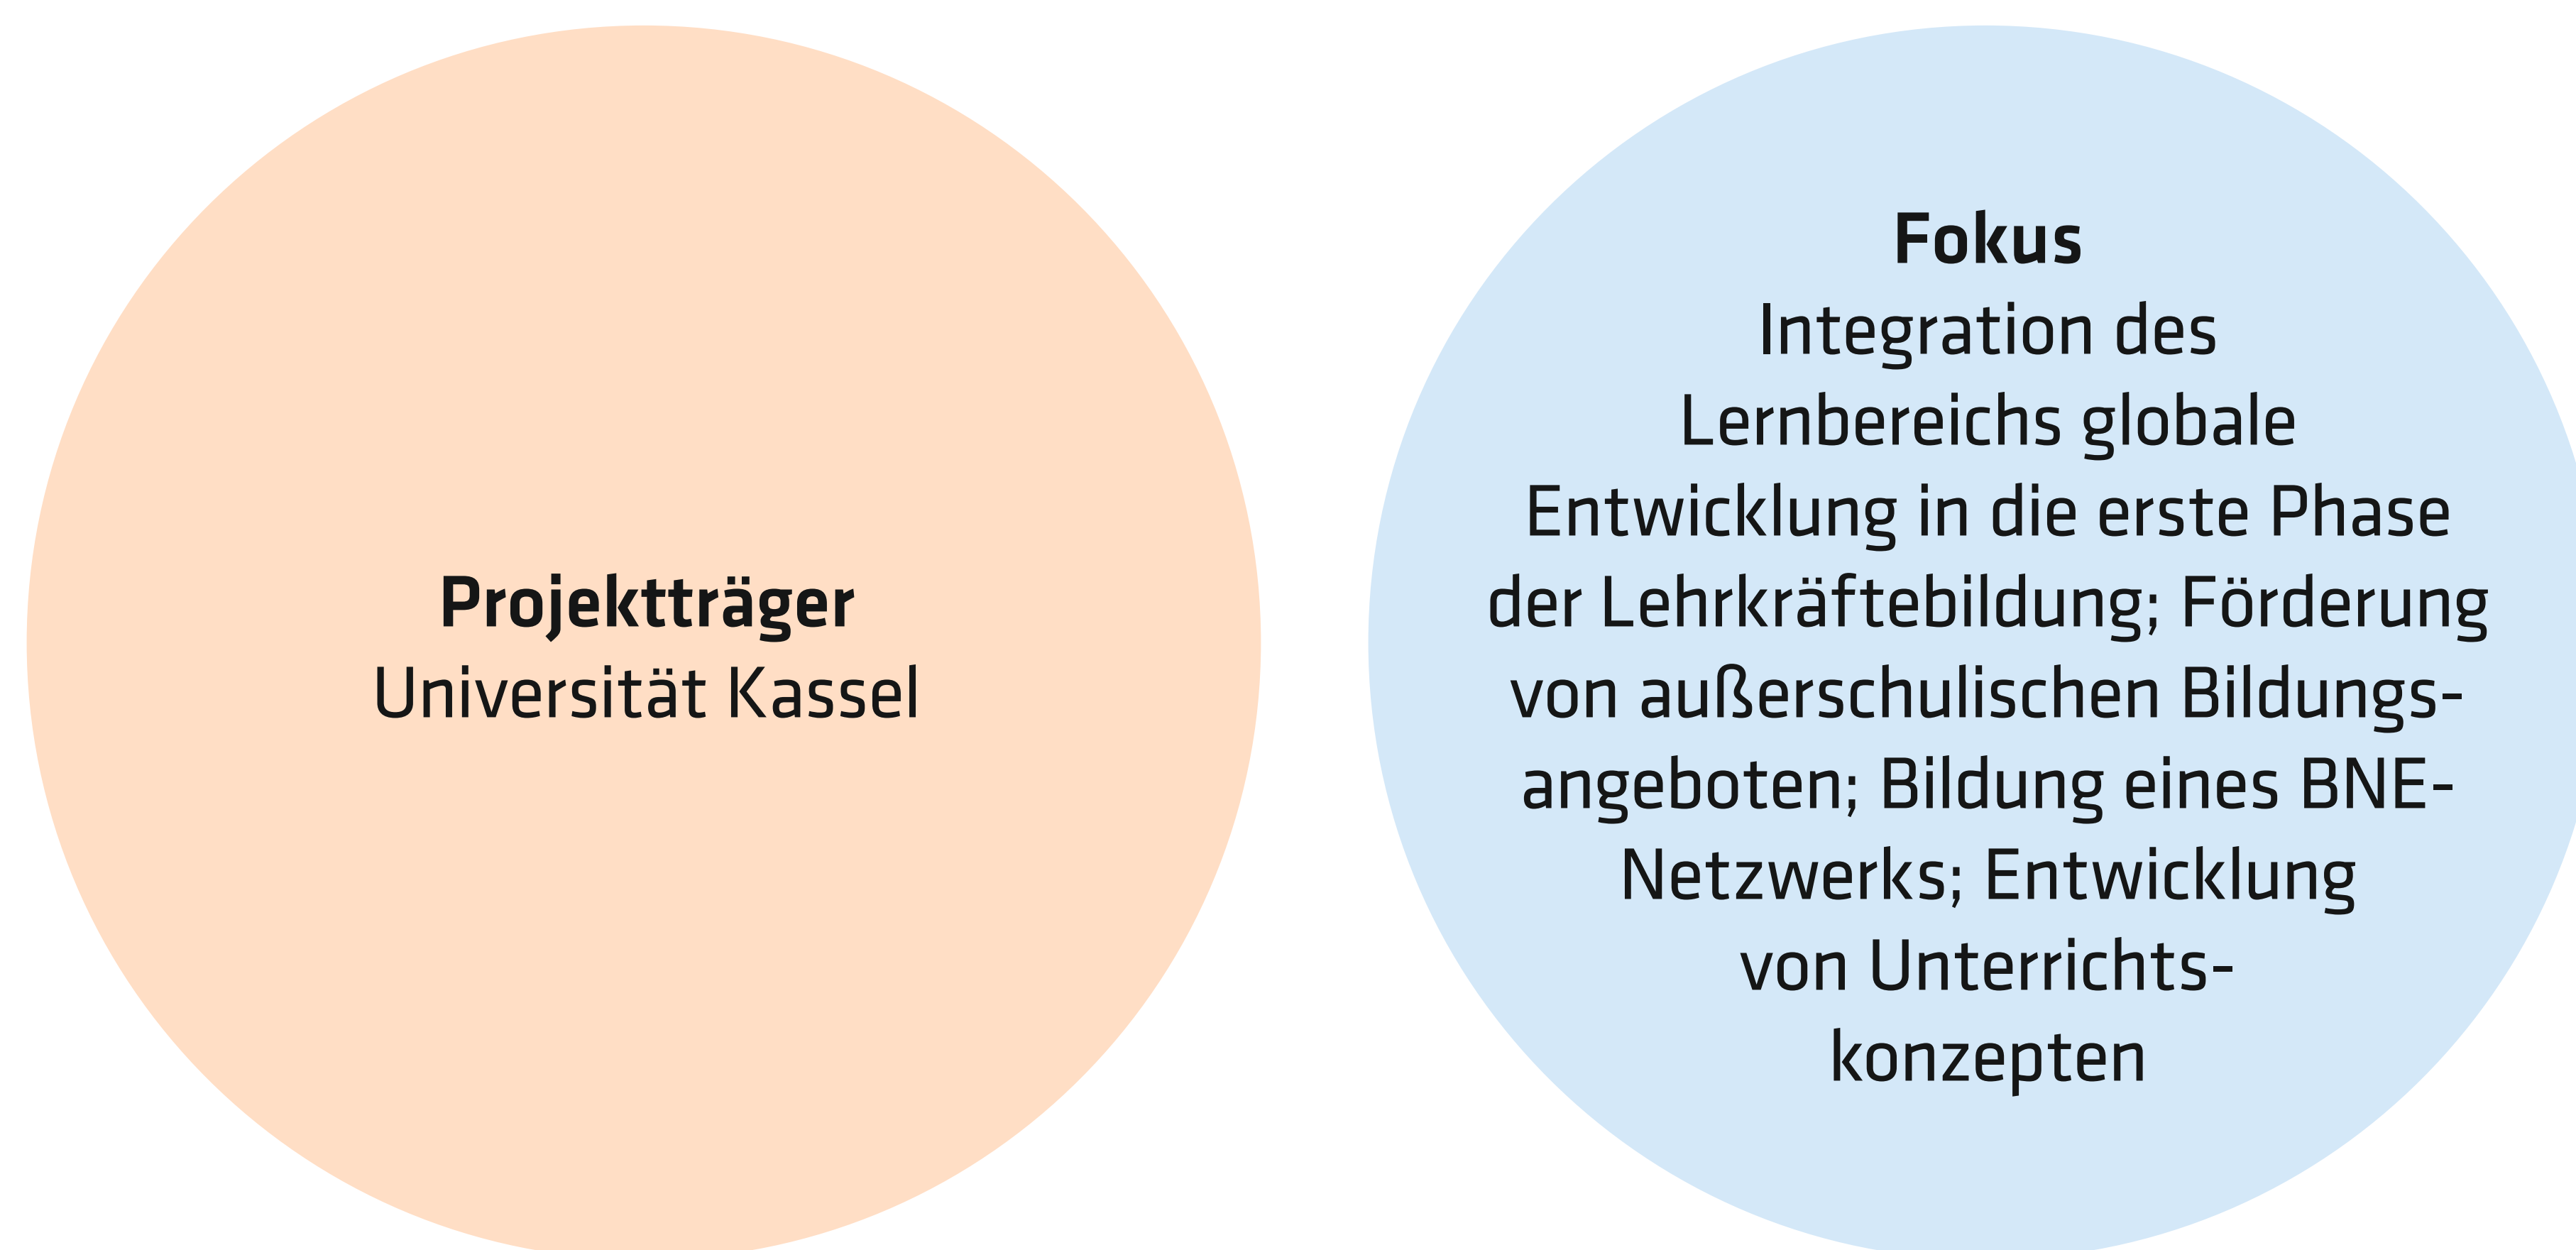 Projektträger
Universität Kassel
Fokus
Integration des
Lernbereichs globale
Entwicklung in die erste Phase
der Lehrkräftebildung; Förderung
von außerschulischen Bildungs-
angeboten; Bildung eines BNE-
Netzwerks; Entwicklung
von Unterrichts-
konzepten